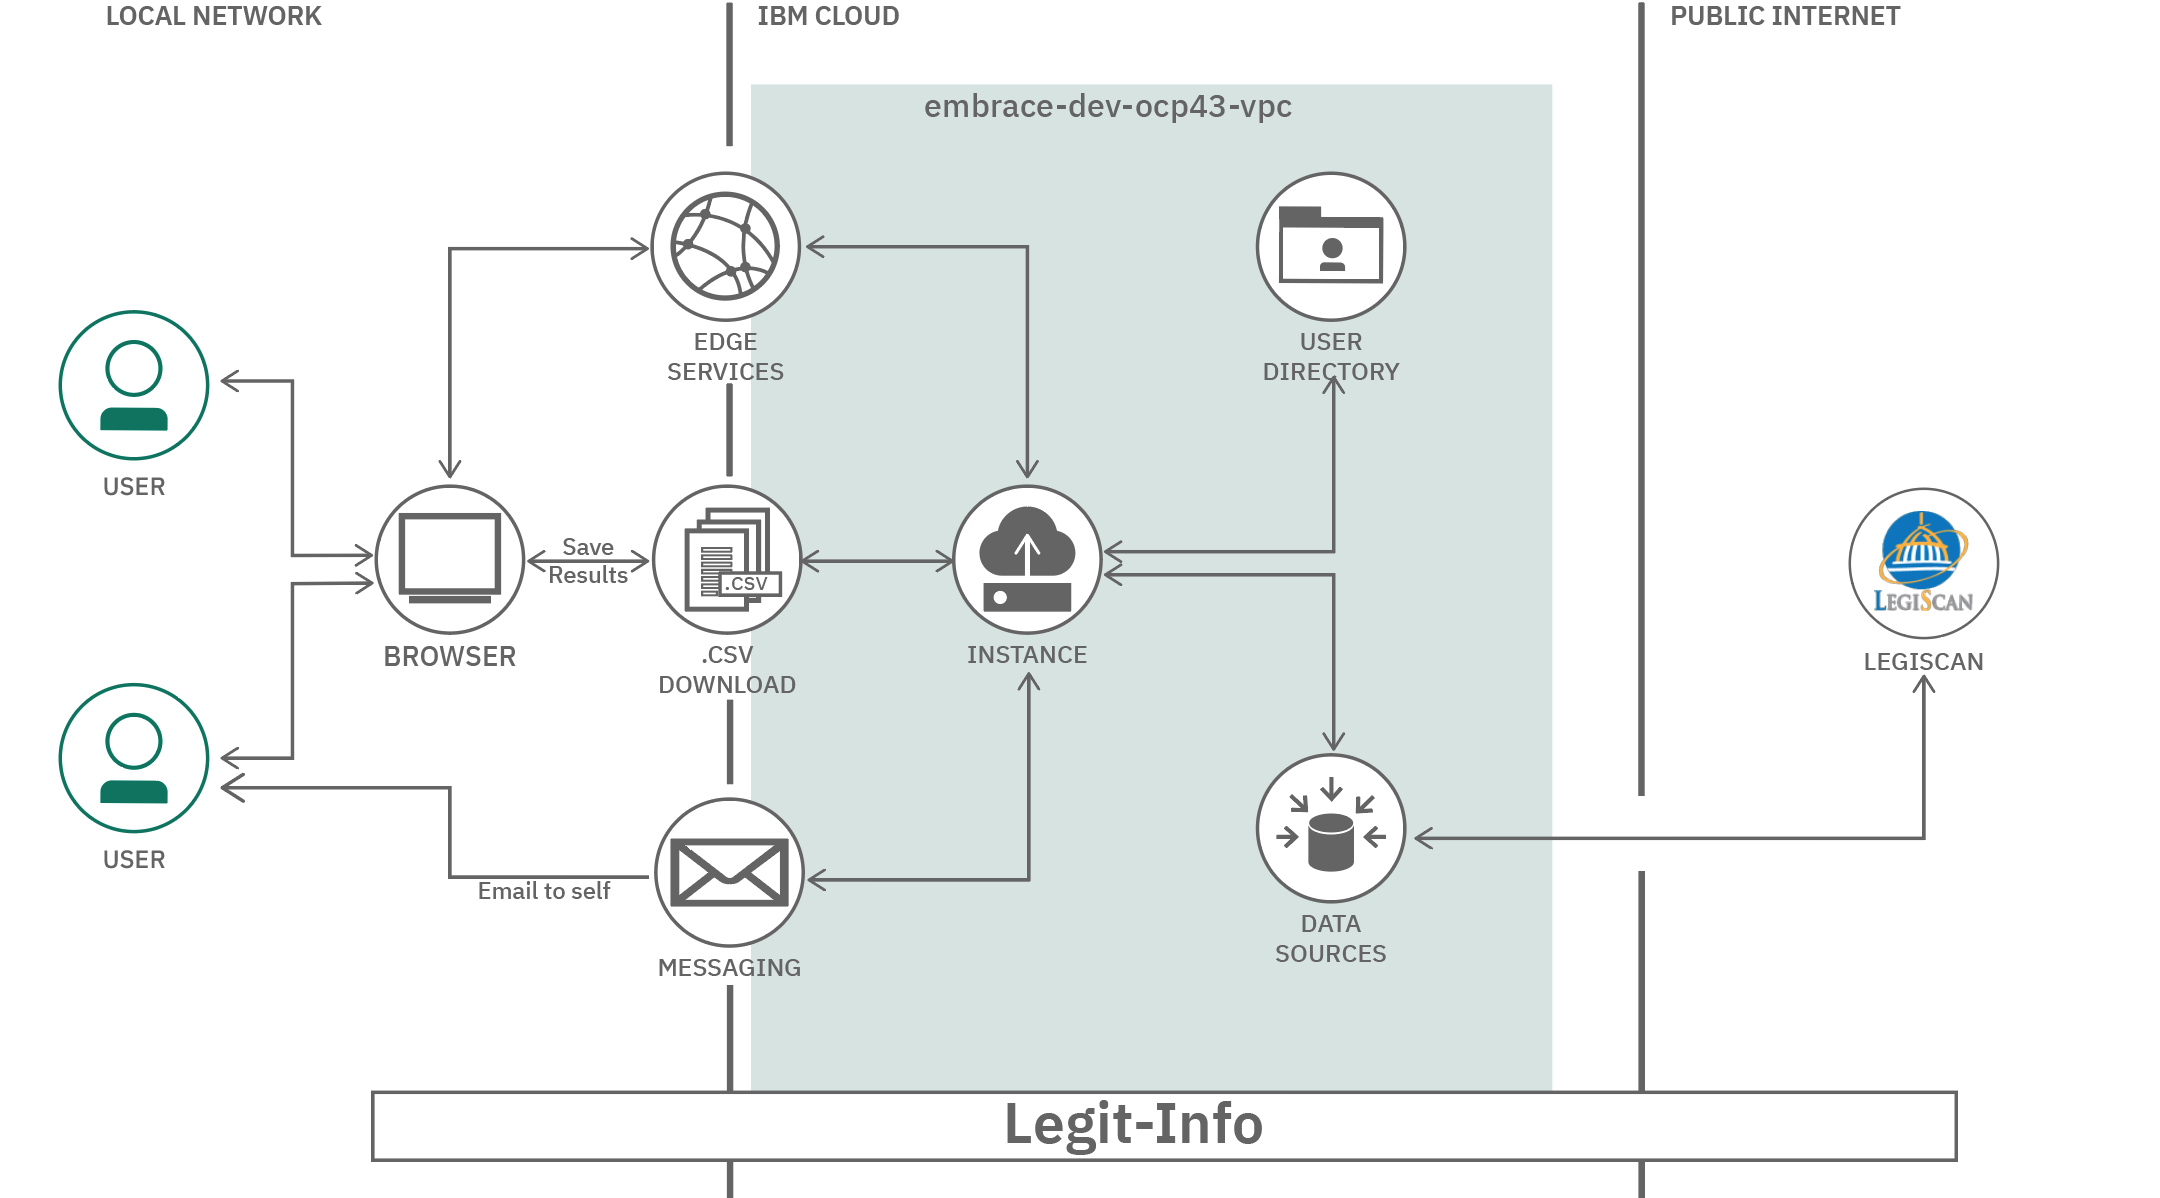 LOCAL NETWORK
IBM CLOUD
PUBLIC INTERNET
embrace-dev-ocp43-vpc
EDGE
SERVICES
USER
DIRECTORY
USER
Save
Results
.CSV
BROWSER
.CSV
DOWNLOAD
INSTANCE
LEGISCAN
LEGISCAN
USER
Email to self
MESSAGING
DATA
SOURCES
Legit-Info